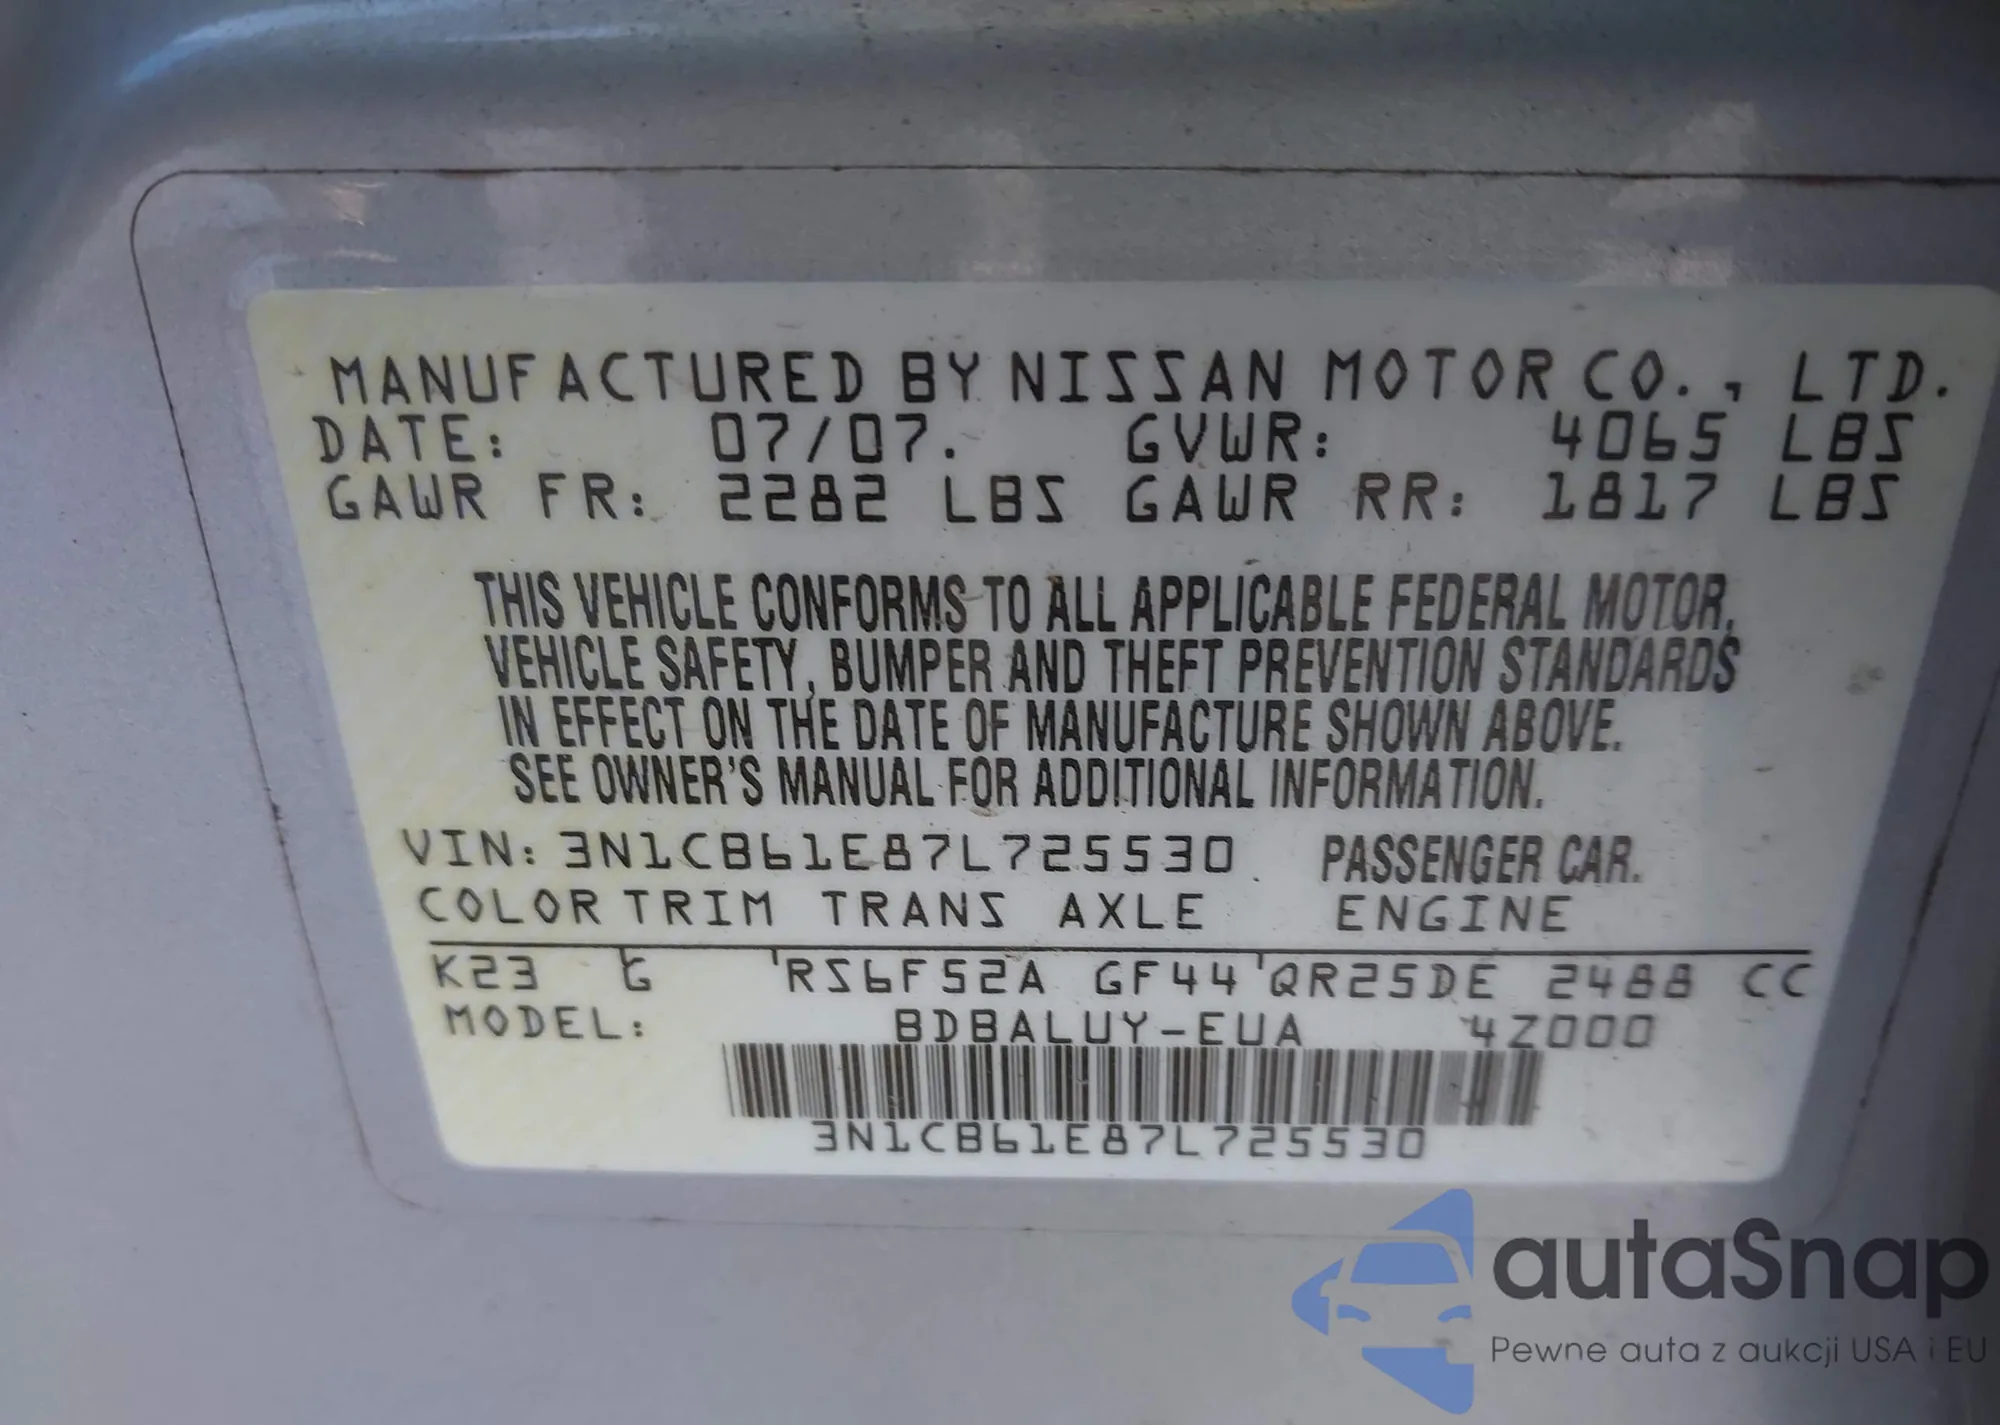 MANUFACTURED BY NISSAN MOTOR CO., LTD.
DATE: 07/07. GVWR: 4065 LBS
GAWR FR: 2282 LBS GAWR RR: 1817 LBS
THIS VEHICLE CONFORMS TO ALL APPLICABLE FEDERAL MOTOR,
VEHICLE SAFETY, BUMPER AND THEFT PREVENTION STANDARDS
IN EFFECT ON THE DATE OF MANUFACTURE SHOWN ABOVE.
SEE OWNER'S MANUAL FOR ADDITIONAL INFORMATION.
VIN: 3N1CB61E87L725530 PASSENGER CAR.
COLOR TRIM TRANS AXLE ENGINE
K23 G RS6F52A GF44 QR25DE 2488 CC
MODEL: BDBALUY-EUA 4Z000
3N1CB61E87L725530
autaSnap
Pewne auta z aukcji USA i EU